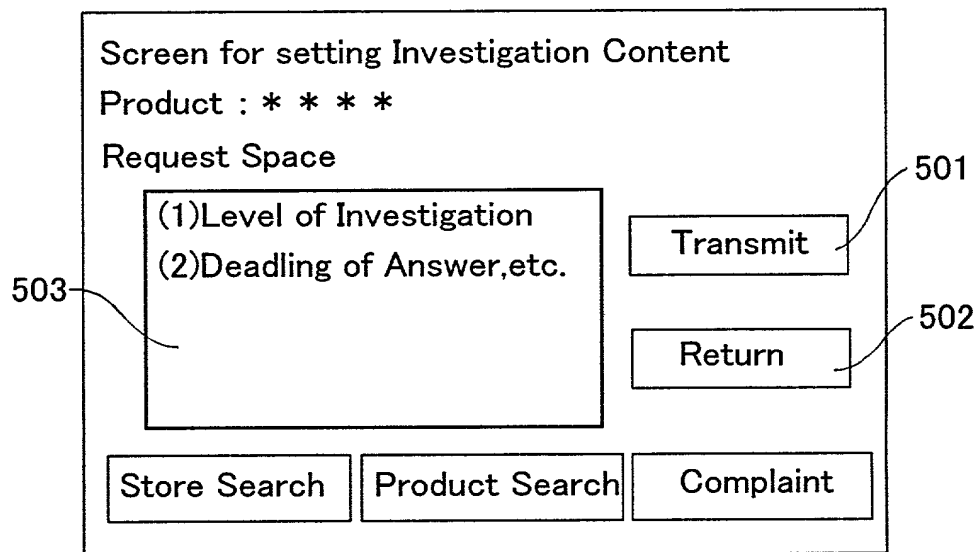 Screen for setting Investigation Content
Product : * * * *
Request Space
(1)Level of Investigation
(2)Deadling of Answer,etc.
Transmit
Return
Store Search
Product Search
Complaint
501
502
503